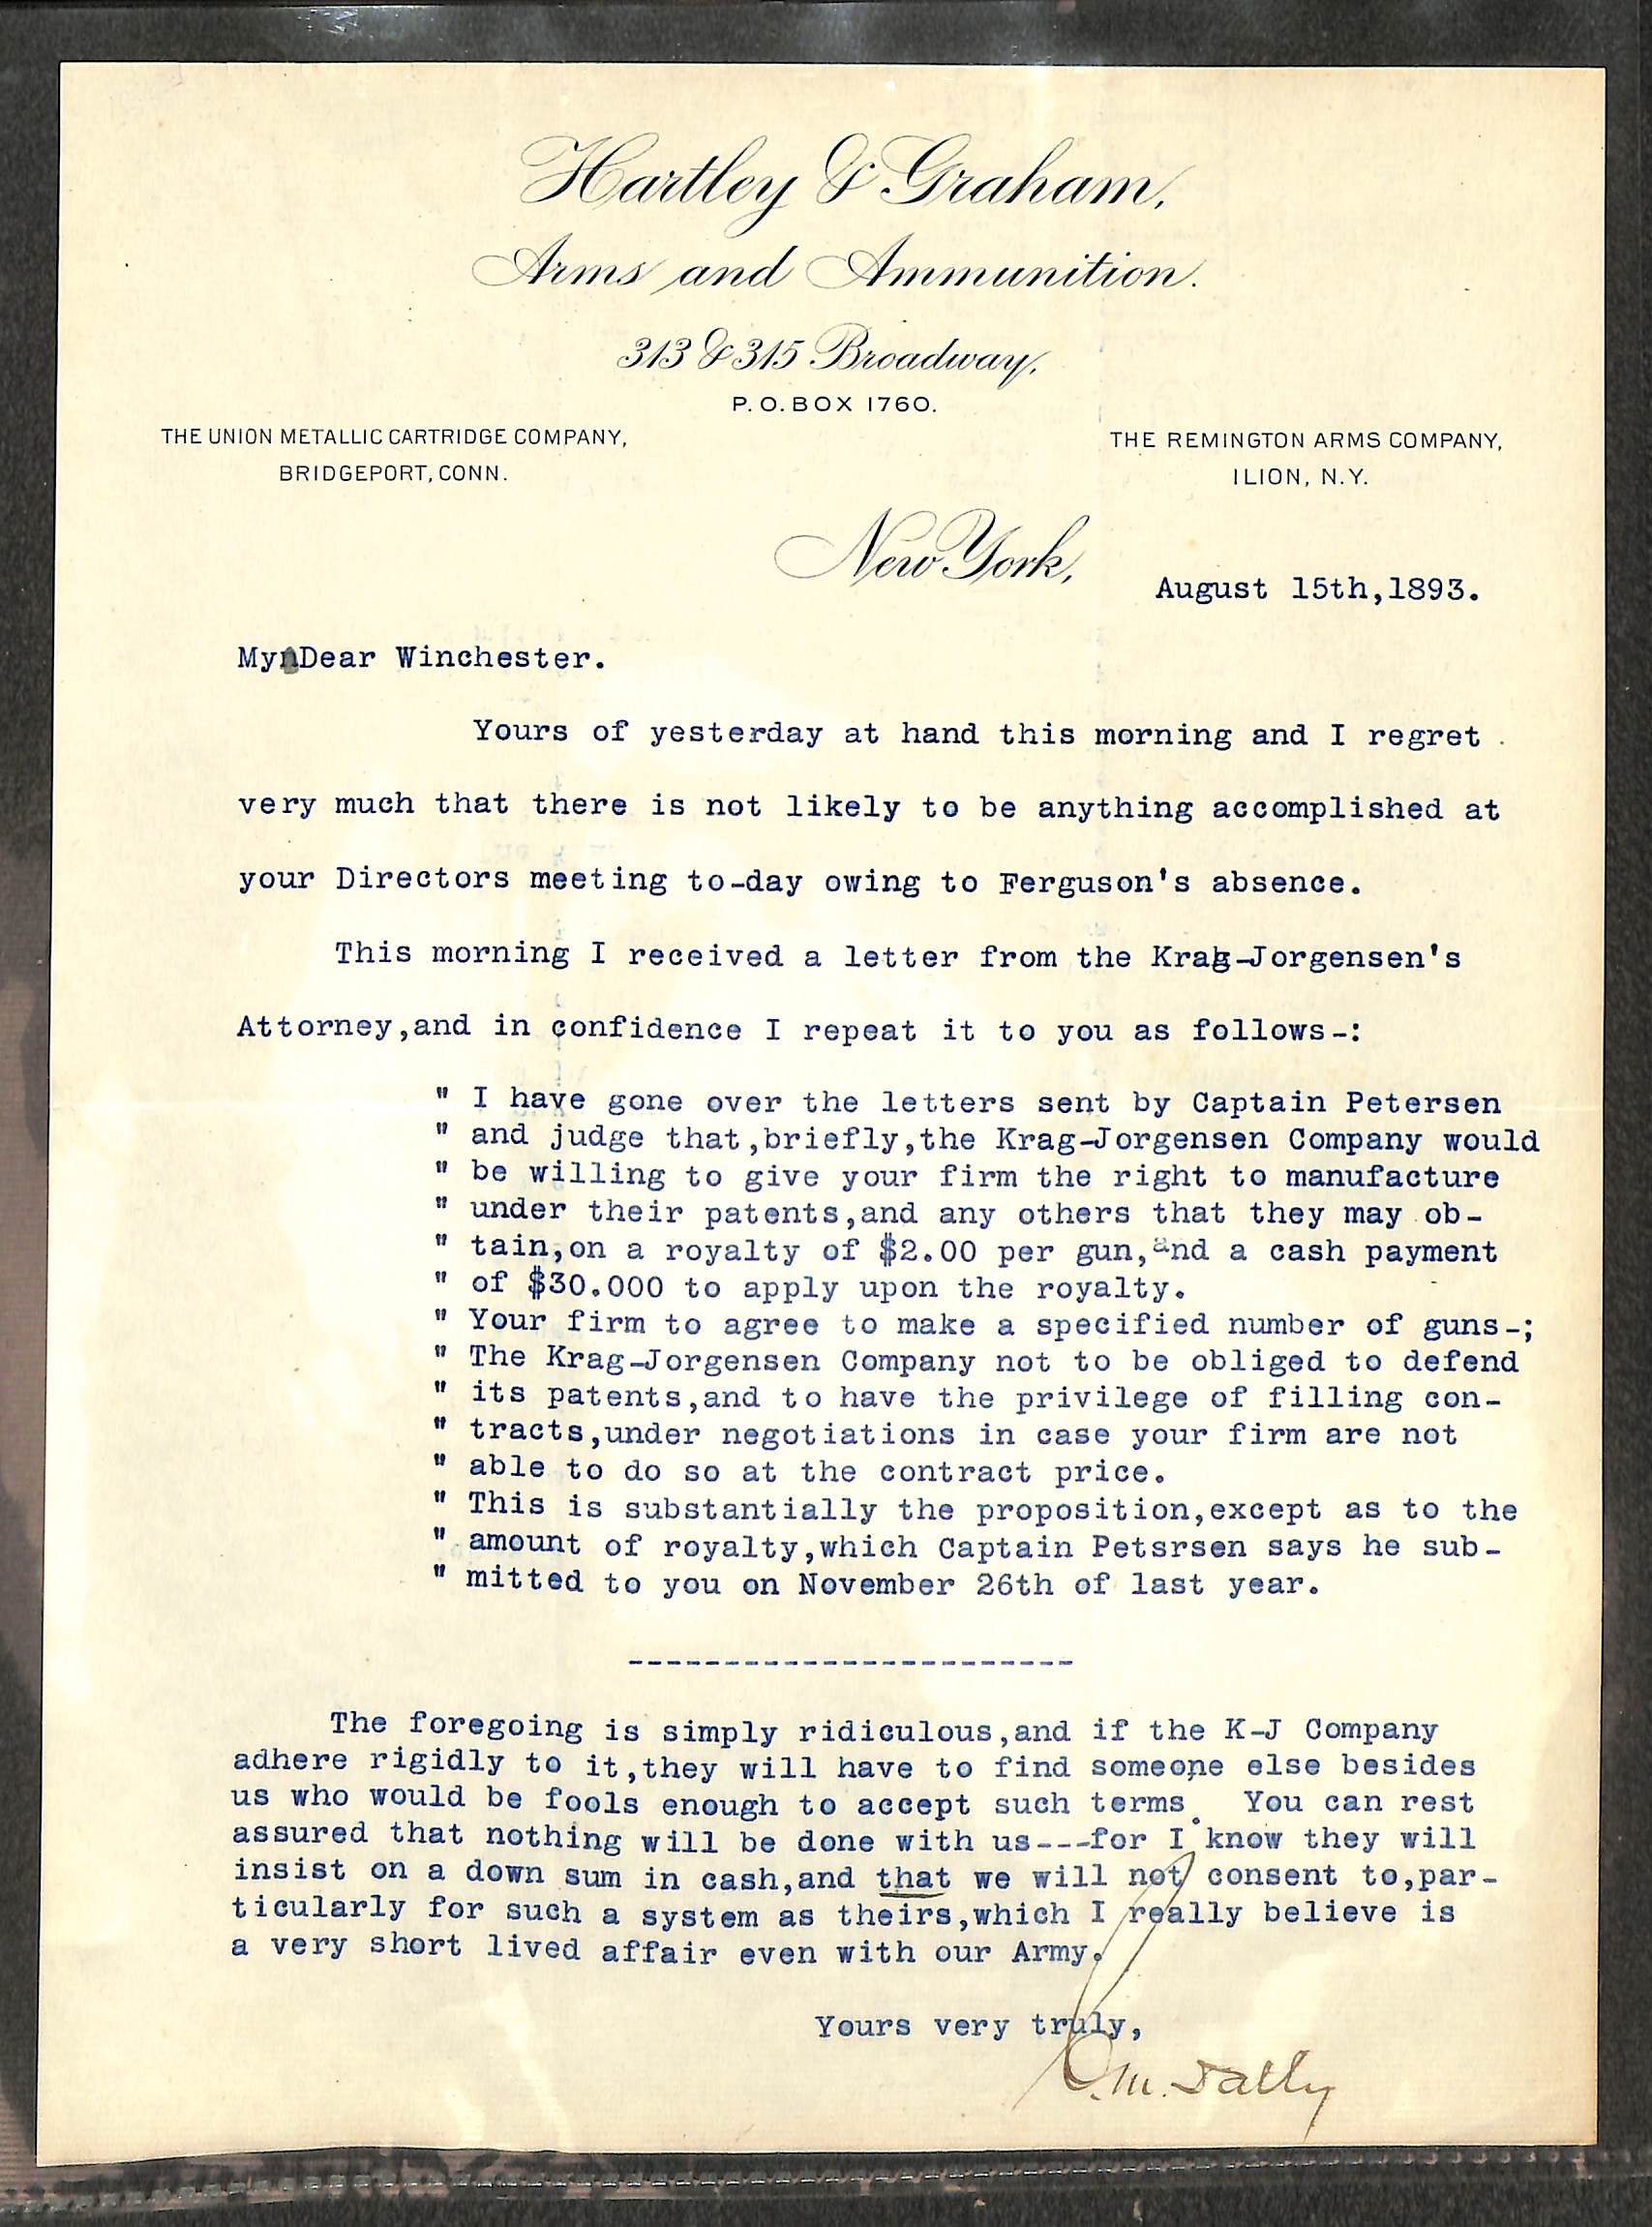 Hartley & Graham,
Arms and Ammunition.
313 & 315 Broadway,
P.O. BOX 1760.
THE UNION METALLIC CARTRIDGE COMPANY,
BRIDGEPORT, CONN.
THE REMINGTON ARMS COMPANY,
ILION, N.Y.
New York,
August 15th,1893.
My Dear Winchester.
Yours of yesterday at hand this morning and I regret
very much that there is not likely to be anything accomplished at
your Directors meeting to-day owing to Ferguson's absence.
This morning I received a letter from the Krag-Jorgensen's
Attorney,and in confidence I repeat it to you as follows-:
" I have gone over the letters sent by Captain Petersen
" and judge that,briefly,the Krag-Jorgensen Company would
" be willing to give your firm the right to manufacture
" under their patents,and any others that they may ob-
" tain,on a royalty of $2.00 per gun,and a cash payment
" of $30.000 to apply upon the royalty.
" Your firm to agree to make a specified number of guns-;
" The Krag-Jorgensen Company not to be obliged to defend
" its patents,and to have the privilege of filling con-
" tracts,under negotiations in case your firm are not
" able to do so at the contract price.
" This is substantially the proposition,except as to the
" amount of royalty,which Captain Petsrsen says he sub-
" mitted to you on November 26th of last year.
-----------------------
The foregoing is simply ridiculous,and if the K-J Company
adhere rigidly to it,they will have to find someone else besides
us who would be fools enough to accept such terms. You can rest
assured that nothing will be done with us---for I know they will
insist on a down sum in cash,and that we will not consent to,par-
ticularly for such a system as theirs,which I really believe is
a very short lived affair even with our Army.
Yours very truly,